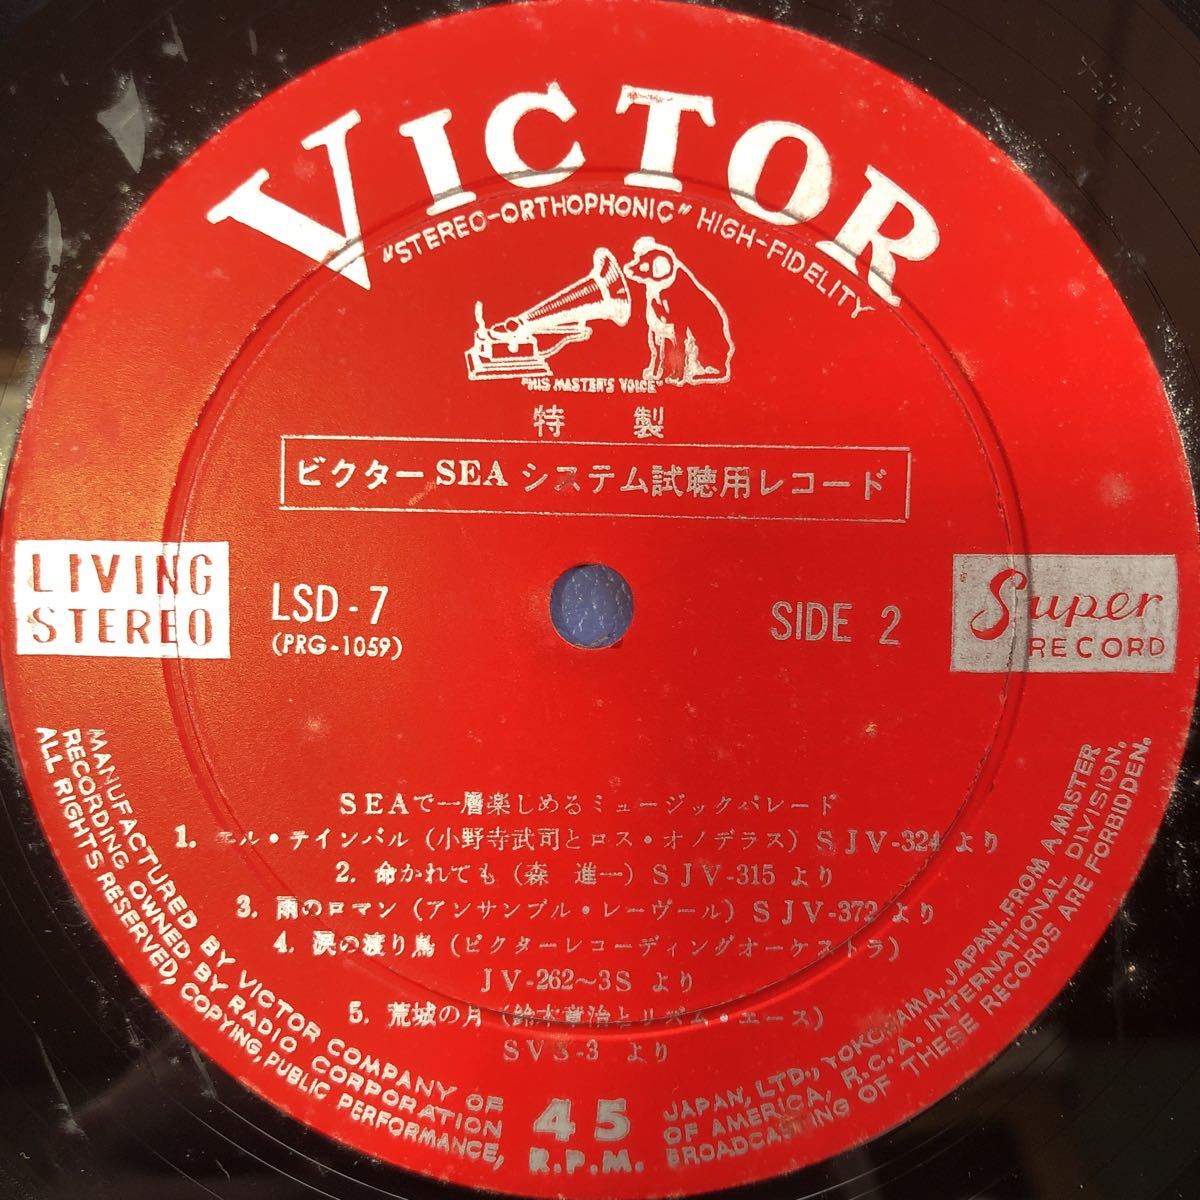 VICTOR
"STEREO-ORTHOPHONIC" HIGH-FIDELITY
"HIS MASTER'S VOICE"
特製
ビクター SEA システム試聴用レコード
LIVING
STEREO
LSD-7
(PRG-1059)
SIDE 2
Super
RECORD
SEAで一層楽しめるミュージックパレード
1. エル・テインバル (小野寺武司とロス・オノデラス) SJV-324 より
2. 命かれても (森 進一) SJV-315 より
3. 雨のロマン (アンサンブル・レーヴール) SJV-372 より
4. 涙の渡り鳥 (ビクターレコーディングオーケストラ)
JV-262〜3S より
5. 荒城の月 (鈴木章治とリズム・エース)
SVS-3 より
45
R.P.M.
MANUFACTURED BY VICTOR COMPANY OF JAPAN, LTD., YOKOHAMA, JAPAN. FROM A MASTER
RECORDING OWNED BY RADIO CORPORATION OF AMERICA, R.C.A. INTERNATIONAL DIVISION,
ALL RIGHTS RESERVED, COPYING, PUBLIC PERFORMANCE, BROADCASTING OF THESE RECORDS ARE FORBIDDEN.